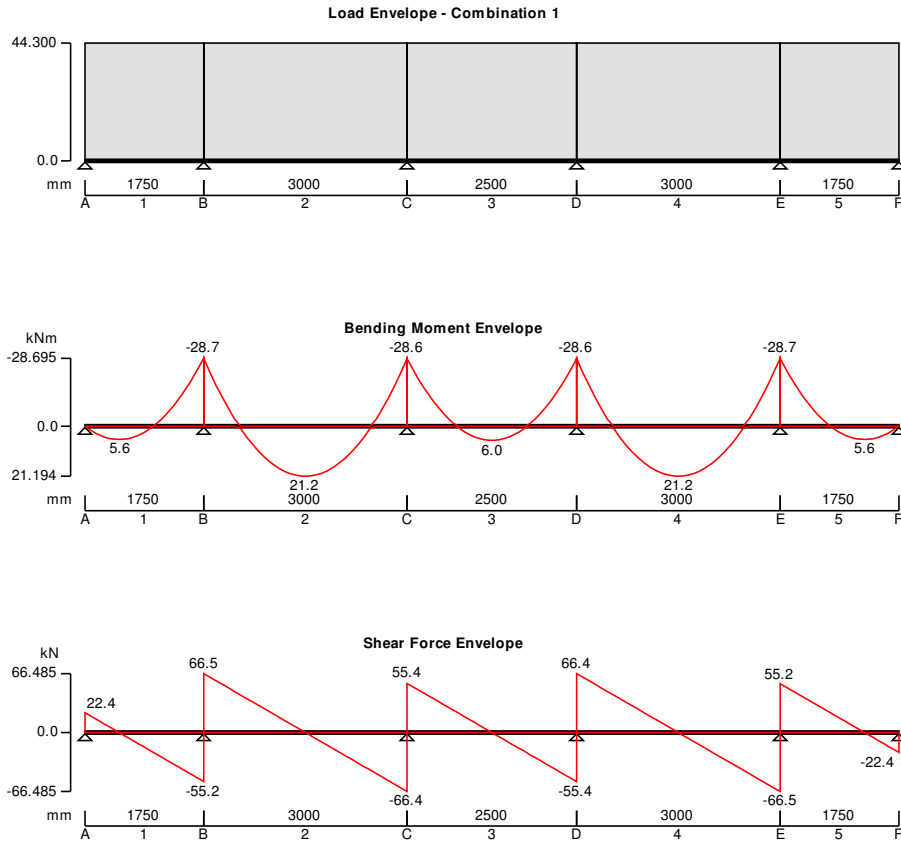 Load Envelope - Combination 1
44.300
0.0
mm 1750 3000 2500 3000 1750
A 1 B 2 C 3 D 4 E 5 F
Bending Moment Envelope
kNm
-28.7 -28.6 -28.6 -28.7
-28.695
0.0
5.6 6.0 5.6
21.194
21.2 21.2
mm 1750 3000 2500 3000 1750
A 1 B 2 C 3 D 4 E 5 F
Shear Force Envelope
kN
66.5 55.4 66.4 55.2
66.485
22.4
0.0
-22.4
-66.485
-55.2 -66.4 -55.4 -66.5
mm 1750 3000 2500 3000 1750
A 1 B 2 C 3 D 4 E 5 F